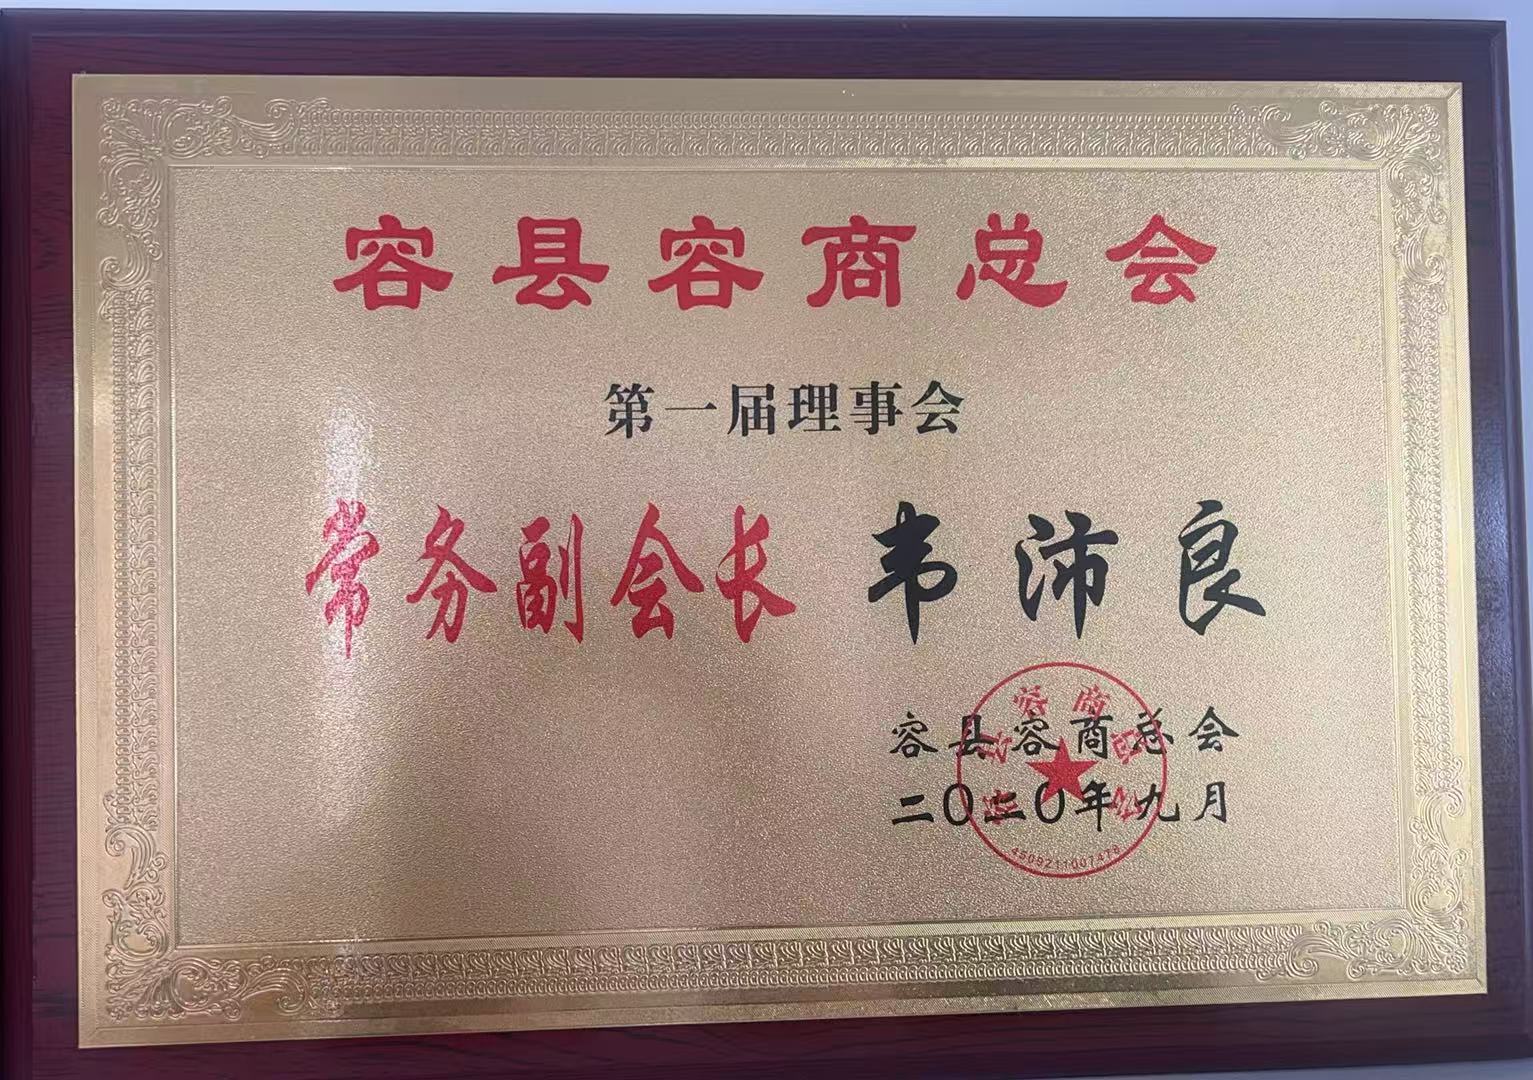 容县容商总会
第一届理事会
常务副会长 韦沛良
容县容商总会
二〇二〇年九月
4509211007478